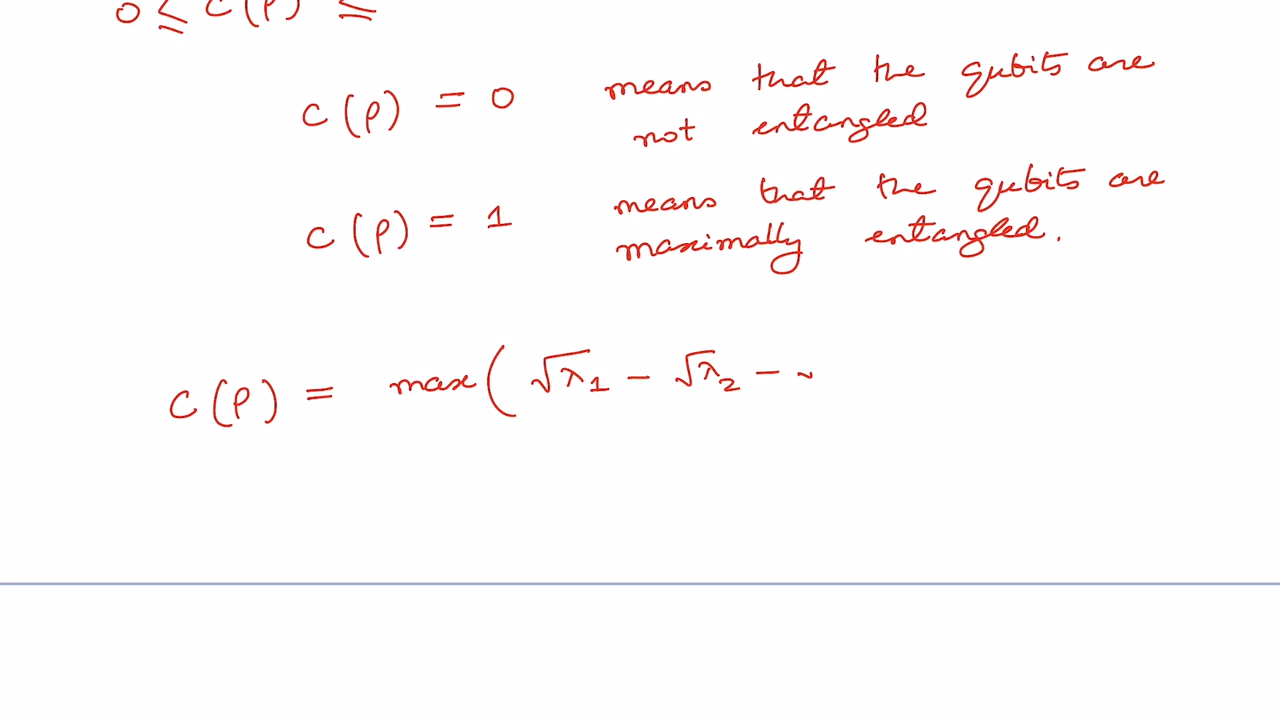 0 ≤ C(ρ) ≤
C(ρ) = 0 means that the qubits are
not entangled
C(ρ) = 1 means that the qubits are
maximally entangled.
C(ρ) = max( √λ1 - √λ2 -